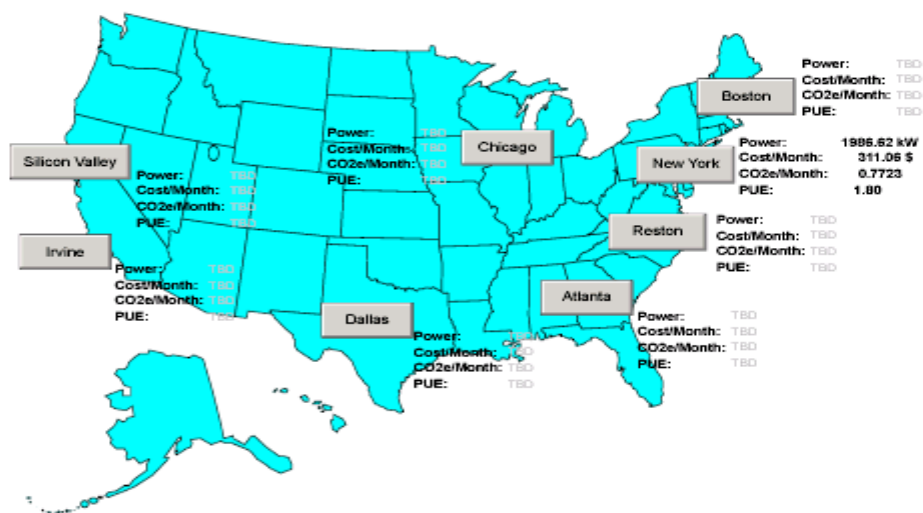 Boston
Power: TBD
Cost/Month: TBD
CO2e/Month: TBD
PUE: TBD
Chicago
Power: TBD
Cost/Month: TBD
CO2e/Month: TBD
PUE: TBD
New York
Power: 1986.62 kW
Cost/Month: 311.06 $
CO2e/Month: 0.7723
PUE: 1.80
Silicon Valley
Power: TBD
Cost/Month: TBD
CO2e/Month: TBD
PUE: TBD
Reston
Power: TBD
Cost/Month: TBD
CO2e/Month: TBD
PUE: TBD
Irvine
Power: TBD
Cost/Month: TBD
CO2e/Month: TBD
PUE: TBD
Atlanta
Power: TBD
Cost/Month: TBD
CO2e/Month: TBD
PUE: TBD
Dallas
Power: TBD
Cost/Month: TBD
CO2e/Month: TBD
PUE: TBD